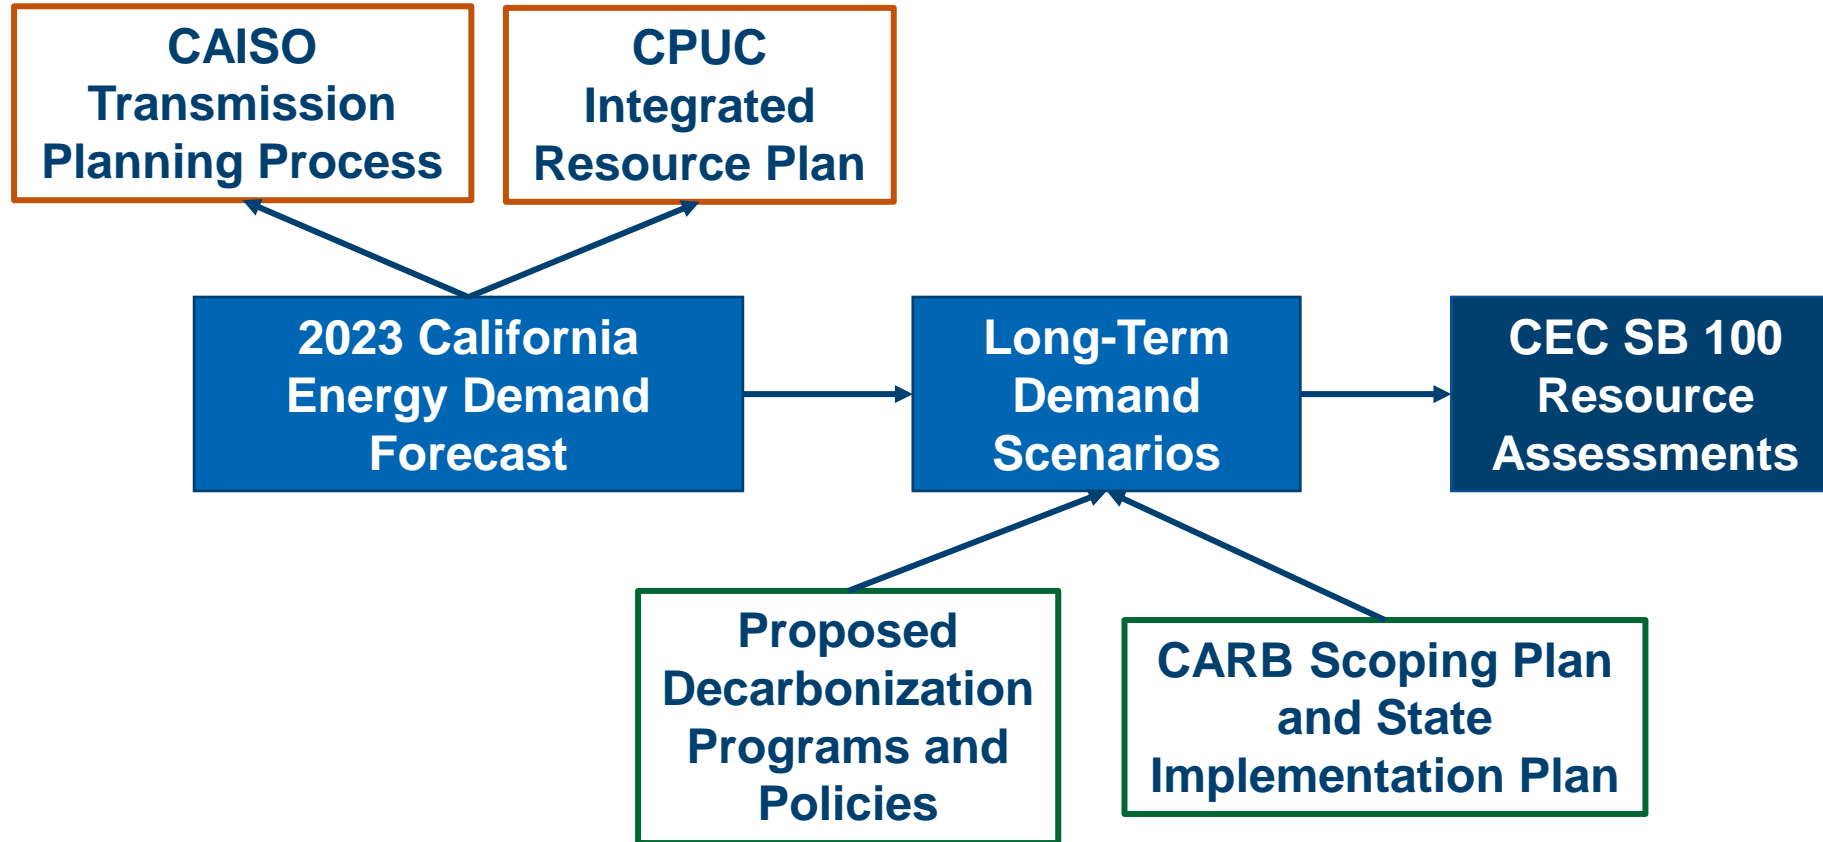 CAISO
Transmission
Planning Process
CPUC
Integrated
Resource Plan
2023 California
Energy Demand
Forecast
Long-Term
Demand
Scenarios
CEC SB 100
Resource
Assessments
Proposed
Decarbonization
Programs and
Policies
CARB Scoping Plan
and State
Implementation Plan